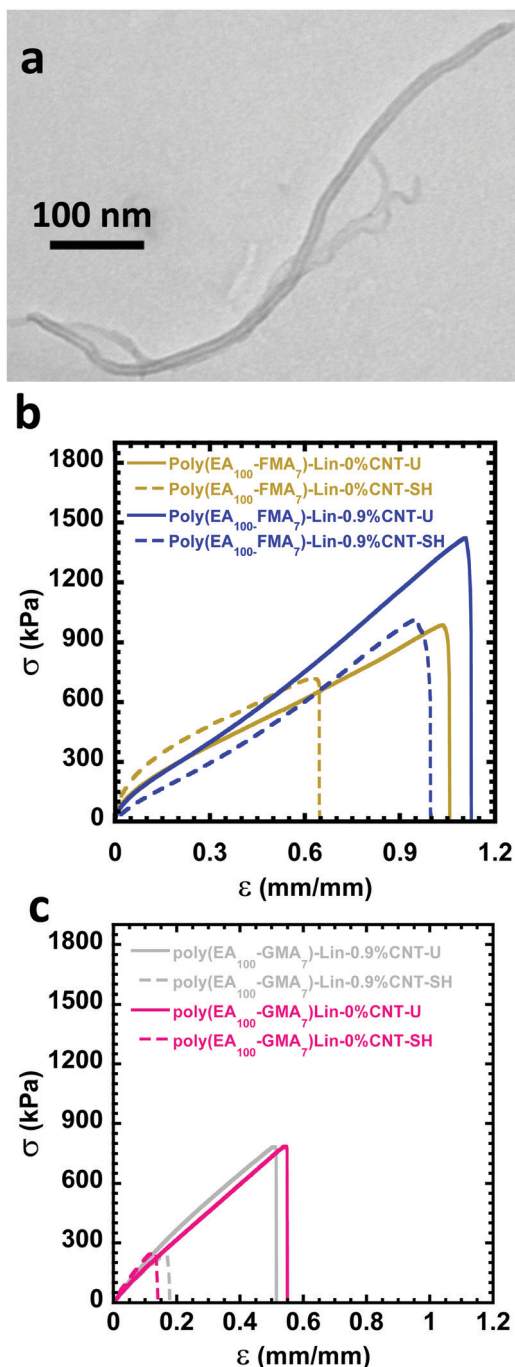 a
100 nm
b
1800
1500
1200
900
600
300
0
σ (kPa)
Poly(EA₁₀₀-FMA₇)-Lin-0%CNT-U
Poly(EA₁₀₀-FMA₇)-Lin-0%CNT-SH
Poly(EA₁₀₀₋FMA₇)-Lin-0.9%CNT-U
Poly(EA₁₀₀₋FMA₇)-Lin-0.9%CNT-SH
0 0.3 0.6 0.9 1.2
ε (mm/mm)
c
1800
1500
1200
900
600
300
0
σ (kPa)
poly(EA₁₀₀-GMA₇)-Lin-0.9%CNT-U
poly(EA₁₀₀-GMA₇)-Lin-0.9%CNT-SH
poly(EA₁₀₀-GMA₇)Lin-0%CNT-U
poly(EA₁₀₀-GMA₇)Lin-0%CNT-SH
0 0.2 0.4 0.6 0.8 1 1.2
ε (mm/mm)